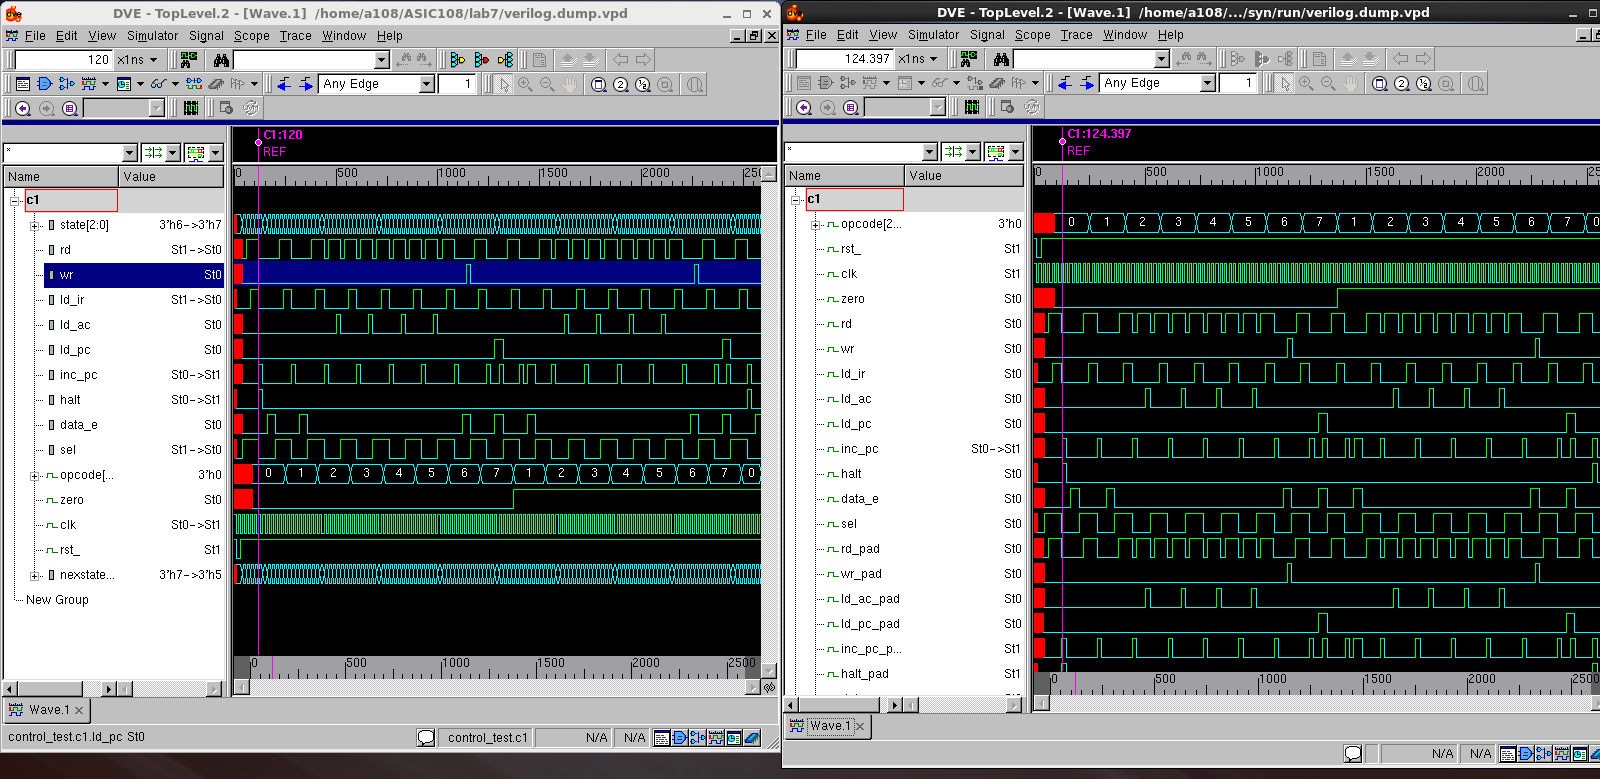 DVE - TopLevel.2 - [Wave.1] /home/a108/ASIC108/lab7/verilog.dump.vpd
File Edit View Simulator Signal Scope Trace Window Help
120 x1ns
Any Edge 1
C1:120
REF
*
Name Value
0 500 1000 1500 2000 250
c1
state[2:0] 3'h6->3'h7
rd St1->St0
wr St0
ld_ir St1->St0
ld_ac St0
ld_pc St0
inc_pc St0->St1
halt St0->St1
data_e St0
sel St1->St0
opcode[... 3'h0 0 1 2 3 4 5 6 7 1 2 3 4 5 6 7 0
zero St0
clk St0->St1
rst_ St1
nexstate... 3'h7->3'h5
New Group
0 500 1000 1500 2000 2500
Wave.1
control_test.c1.ld_pc St0 control_test.c1 N/A N/A
DVE - TopLevel.2 - [Wave.1] /home/a108/.../syn/run/verilog.dump.vpd
File Edit View Simulator Signal Scope Trace Window Help
124.397 x1ns
Any Edge 1
C1:124.397
REF
*
Name Value
0 500 1000 1500 2000 2500
c1
opcode[2... 3'h0 0 1 2 3 4 5 6 7 1 2 3 4 5 6 7 0
rst_ St1
clk St1
zero St0
rd St0
wr St0
ld_ir St0
ld_ac St0
ld_pc St0
inc_pc St0->St1
halt St0
data_e St0
sel St0
rd_pad St0
wr_pad St0
ld_ac_pad St0
ld_pc_pad St0
inc_pc_p... St1
halt_pad St1
0 500 1000 1500 2000 2500
Wave.1
N/A N/A